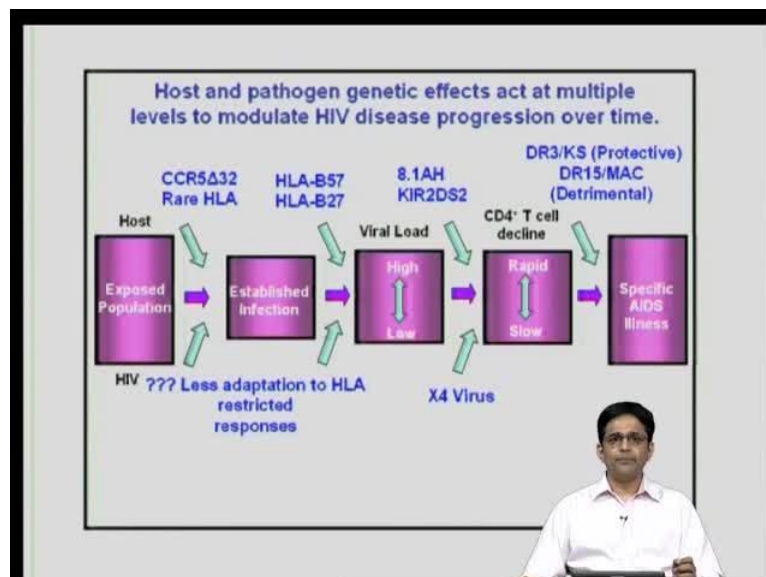 Host and pathogen genetic effects act at multiple
levels to modulate HIV disease progression over time.
CCR5Δ32
Rare HLA
HLA-B57
HLA-B27
8.1AH
KIR2DS2
DR3/KS (Protective)
DR15/MAC
(Detrimental)
Host
Viral Load
CD4⁺ T cell
decline
Exposed
Population
Established
Infection
High
Low
Rapid
Slow
Specific
AIDS
Illness
HIV
??? Less adaptation to HLA
restricted
responses
X4 Virus